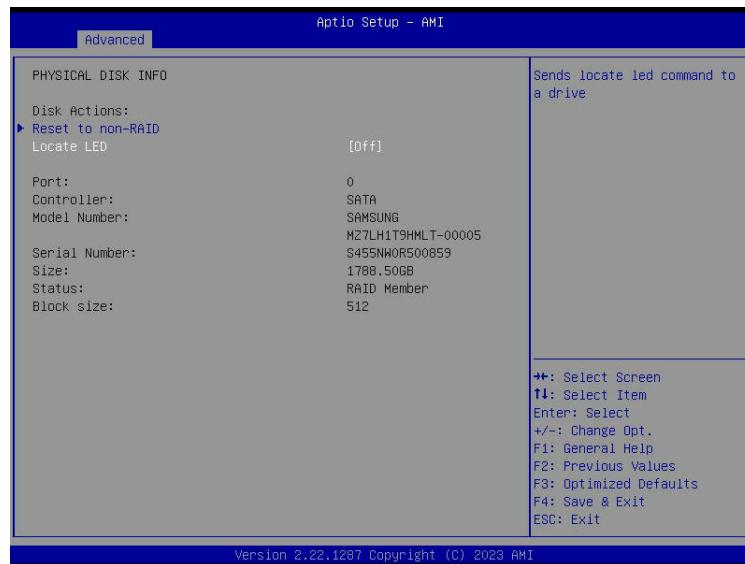 Aptio Setup - AMI
Advanced
PHYSICAL DISK INFO
Disk Actions:
Reset to non-RAID
Locate LED [Off]
Port: 0
Controller: SATA
Model Number: SAMSUNG
MZ7LH1T9HMLT-00005
Serial Number: S455NW0R500859
Size: 1788.50GB
Status: RAID Member
Block size: 512
Sends locate led command to
a drive
→←: Select Screen
↑↓: Select Item
Enter: Select
+/-: Change Opt.
F1: General Help
F2: Previous Values
F3: Optimized Defaults
F4: Save & Exit
ESC: Exit
Version 2.22.1287 Copyright (C) 2023 AMI